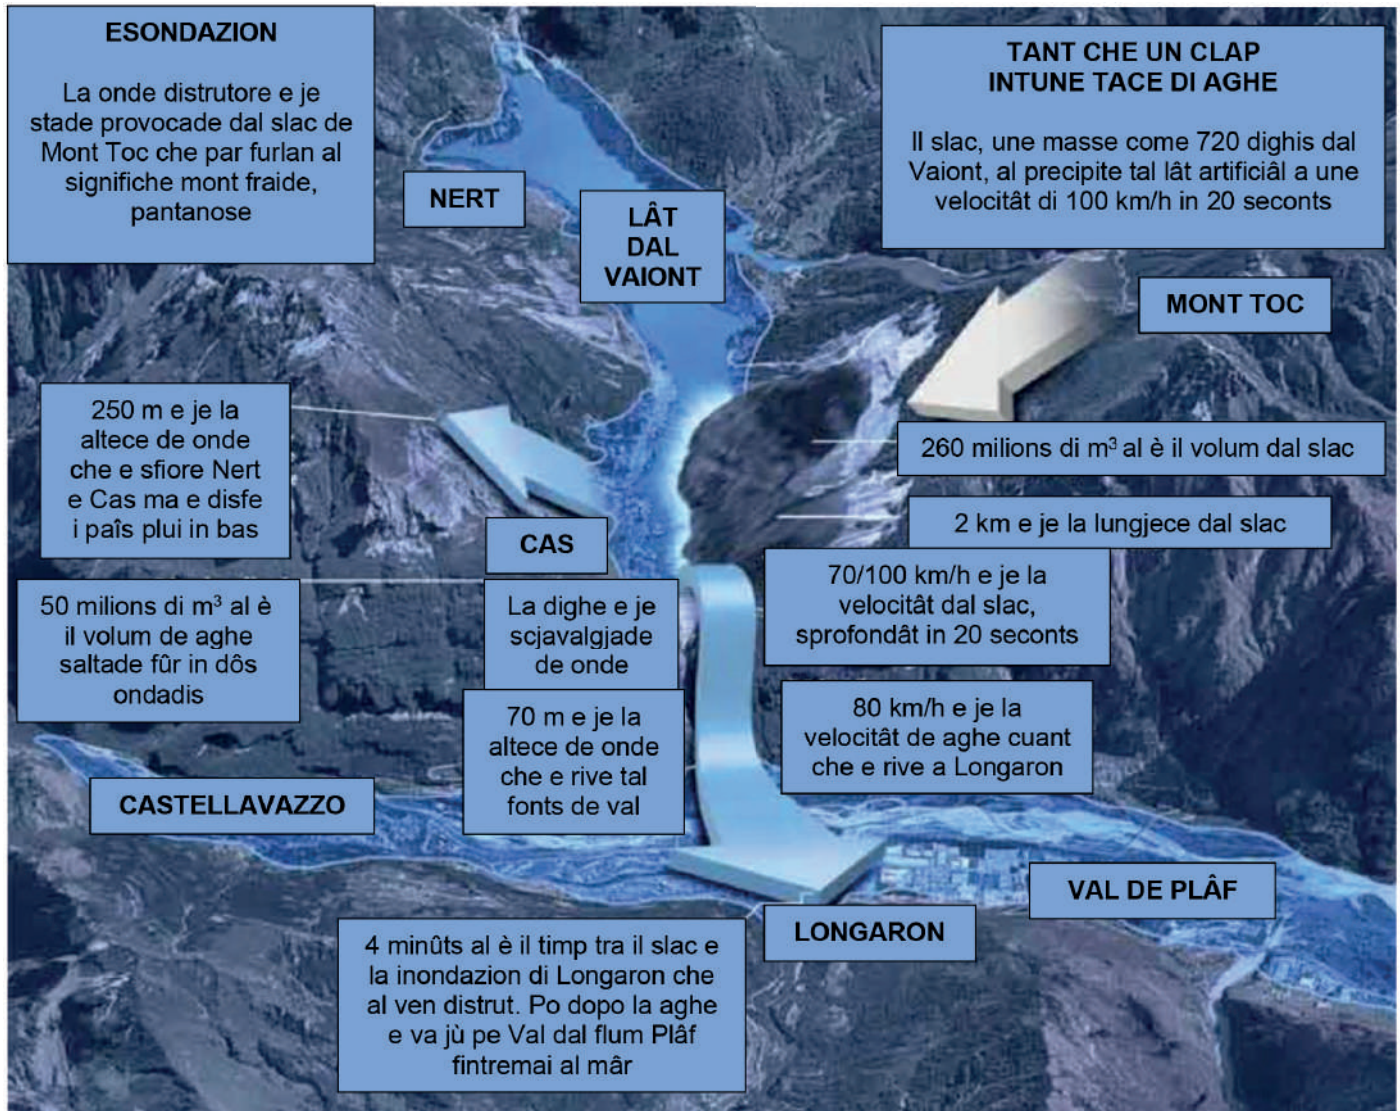 ESONDAZION
La onde distrutore e je
stade provocade dal slac de
Mont Toc che par furlan al
significhe mont fraide,
pantanose
TANT CHE UN CLAP
INTUNE TACE DI AGHE
Il slac, une masse come 720 dighis dal
Vaiont, al precipite tal lât artificiâl a une
velocitât di 100 km/h in 20 seconts
NERT
LÂT
DAL
VAIONT
MONT TOC
250 m e je la
altece de onde
che e sfiore Nert
e Cas ma e disfe
i paîs plui in bas
260 milions di m³ al è il volum dal slac
2 km e je la lungjece dal slac
CAS
50 milions di m³ al è
il volum de aghe
saltade fûr in dôs
ondadis
La dighe e je
scjavalgjade
de onde
70/100 km/h e je la
velocitât dal slac,
sprofondât in 20 seconts
70 m e je la
altece de onde
che e rive tal
fonts de val
80 km/h e je la
velocitât de aghe cuant
che e rive a Longaron
CASTELLAVAZZO
VAL DE PLÂF
LONGARON
4 minûts al è il timp tra il slac e
la inondazion di Longaron che
al ven distrut. Po dopo la aghe
e va jù pe Val dal flum Plâf
fintremai al mâr